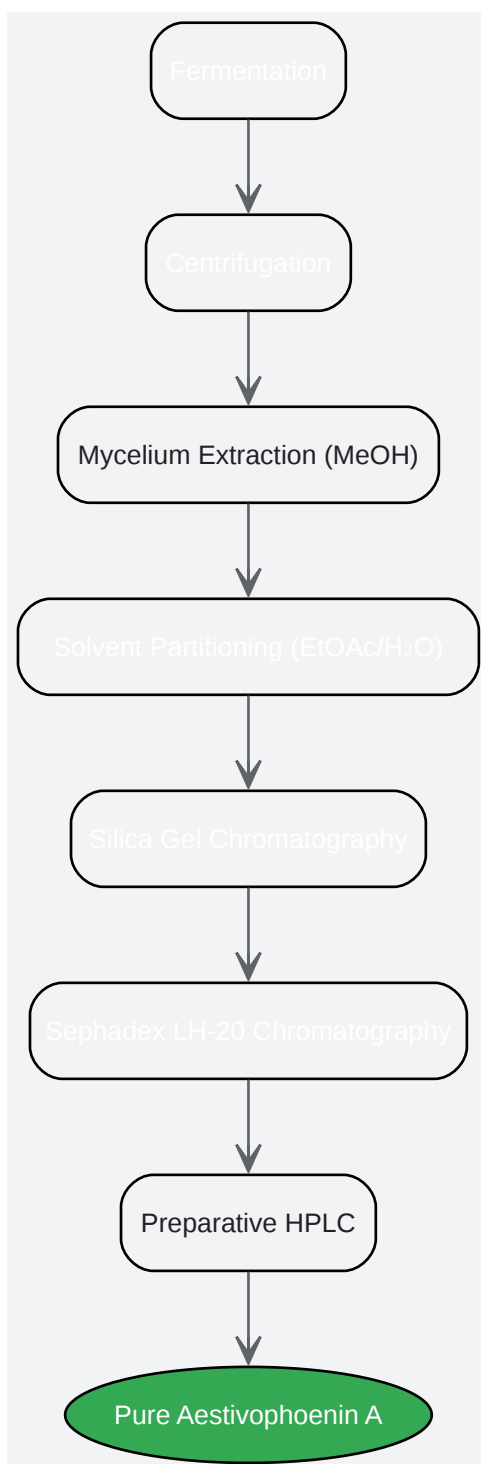 Fermentation
Centrifugation
Mycelium Extraction (MeOH)
Solvent Partitioning (EtOAc/H₂O)
Silica Gel Chromatography
Sephadex LH-20 Chromatography
Preparative HPLC
Pure Aestivophoenin A